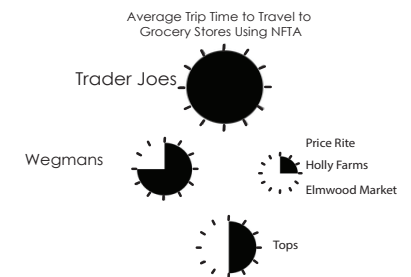 Average Trip Time to Travel to
Grocery Stores Using NFTA
Trader Joes
Wegmans
Price Rite
Holly Farms
Elmwood Market
Tops